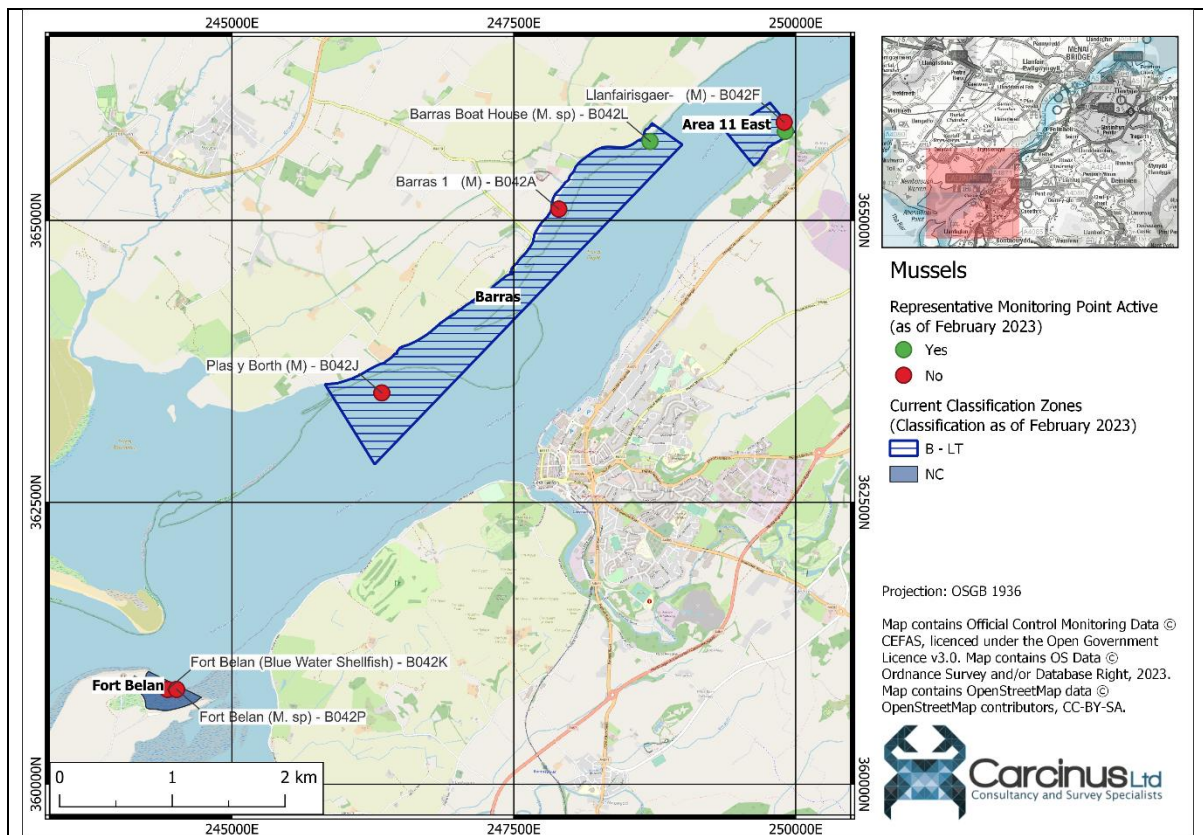 245000E
247500E
250000E
Llanfairisgaer- (M) - B042F
Barras Boat House (M. sp) - B042L
Area 11 East
Barras 1 (M) - B042A
365000N
365000N
Barras
Plas y Borth (M) - B042J
362500N
362500N
Fort Belan (Blue Water Shellfish) - B042K
Fort Belan
Fort Belan (M. sp) - B042P
0 1 2 km
360000N
360000N
245000E
247500E
250000E
MENAI
BRIDGE
Mussels
Representative Monitoring Point Active
(as of February 2023)
Yes
No
Current Classification Zones
(Classification as of February 2023)
B - LT
NC
Projection: OSGB 1936
Map contains Official Control Monitoring Data ©
CEFAS, licenced under the Open Government
Licence v3.0. Map contains OS Data ©
Ordnance Survey and/or Database Right, 2023.
Map contains OpenStreetMap data ©
OpenStreetMap contributors, CC-BY-SA.
Carcinus Ltd
Consultancy and Survey Specialists